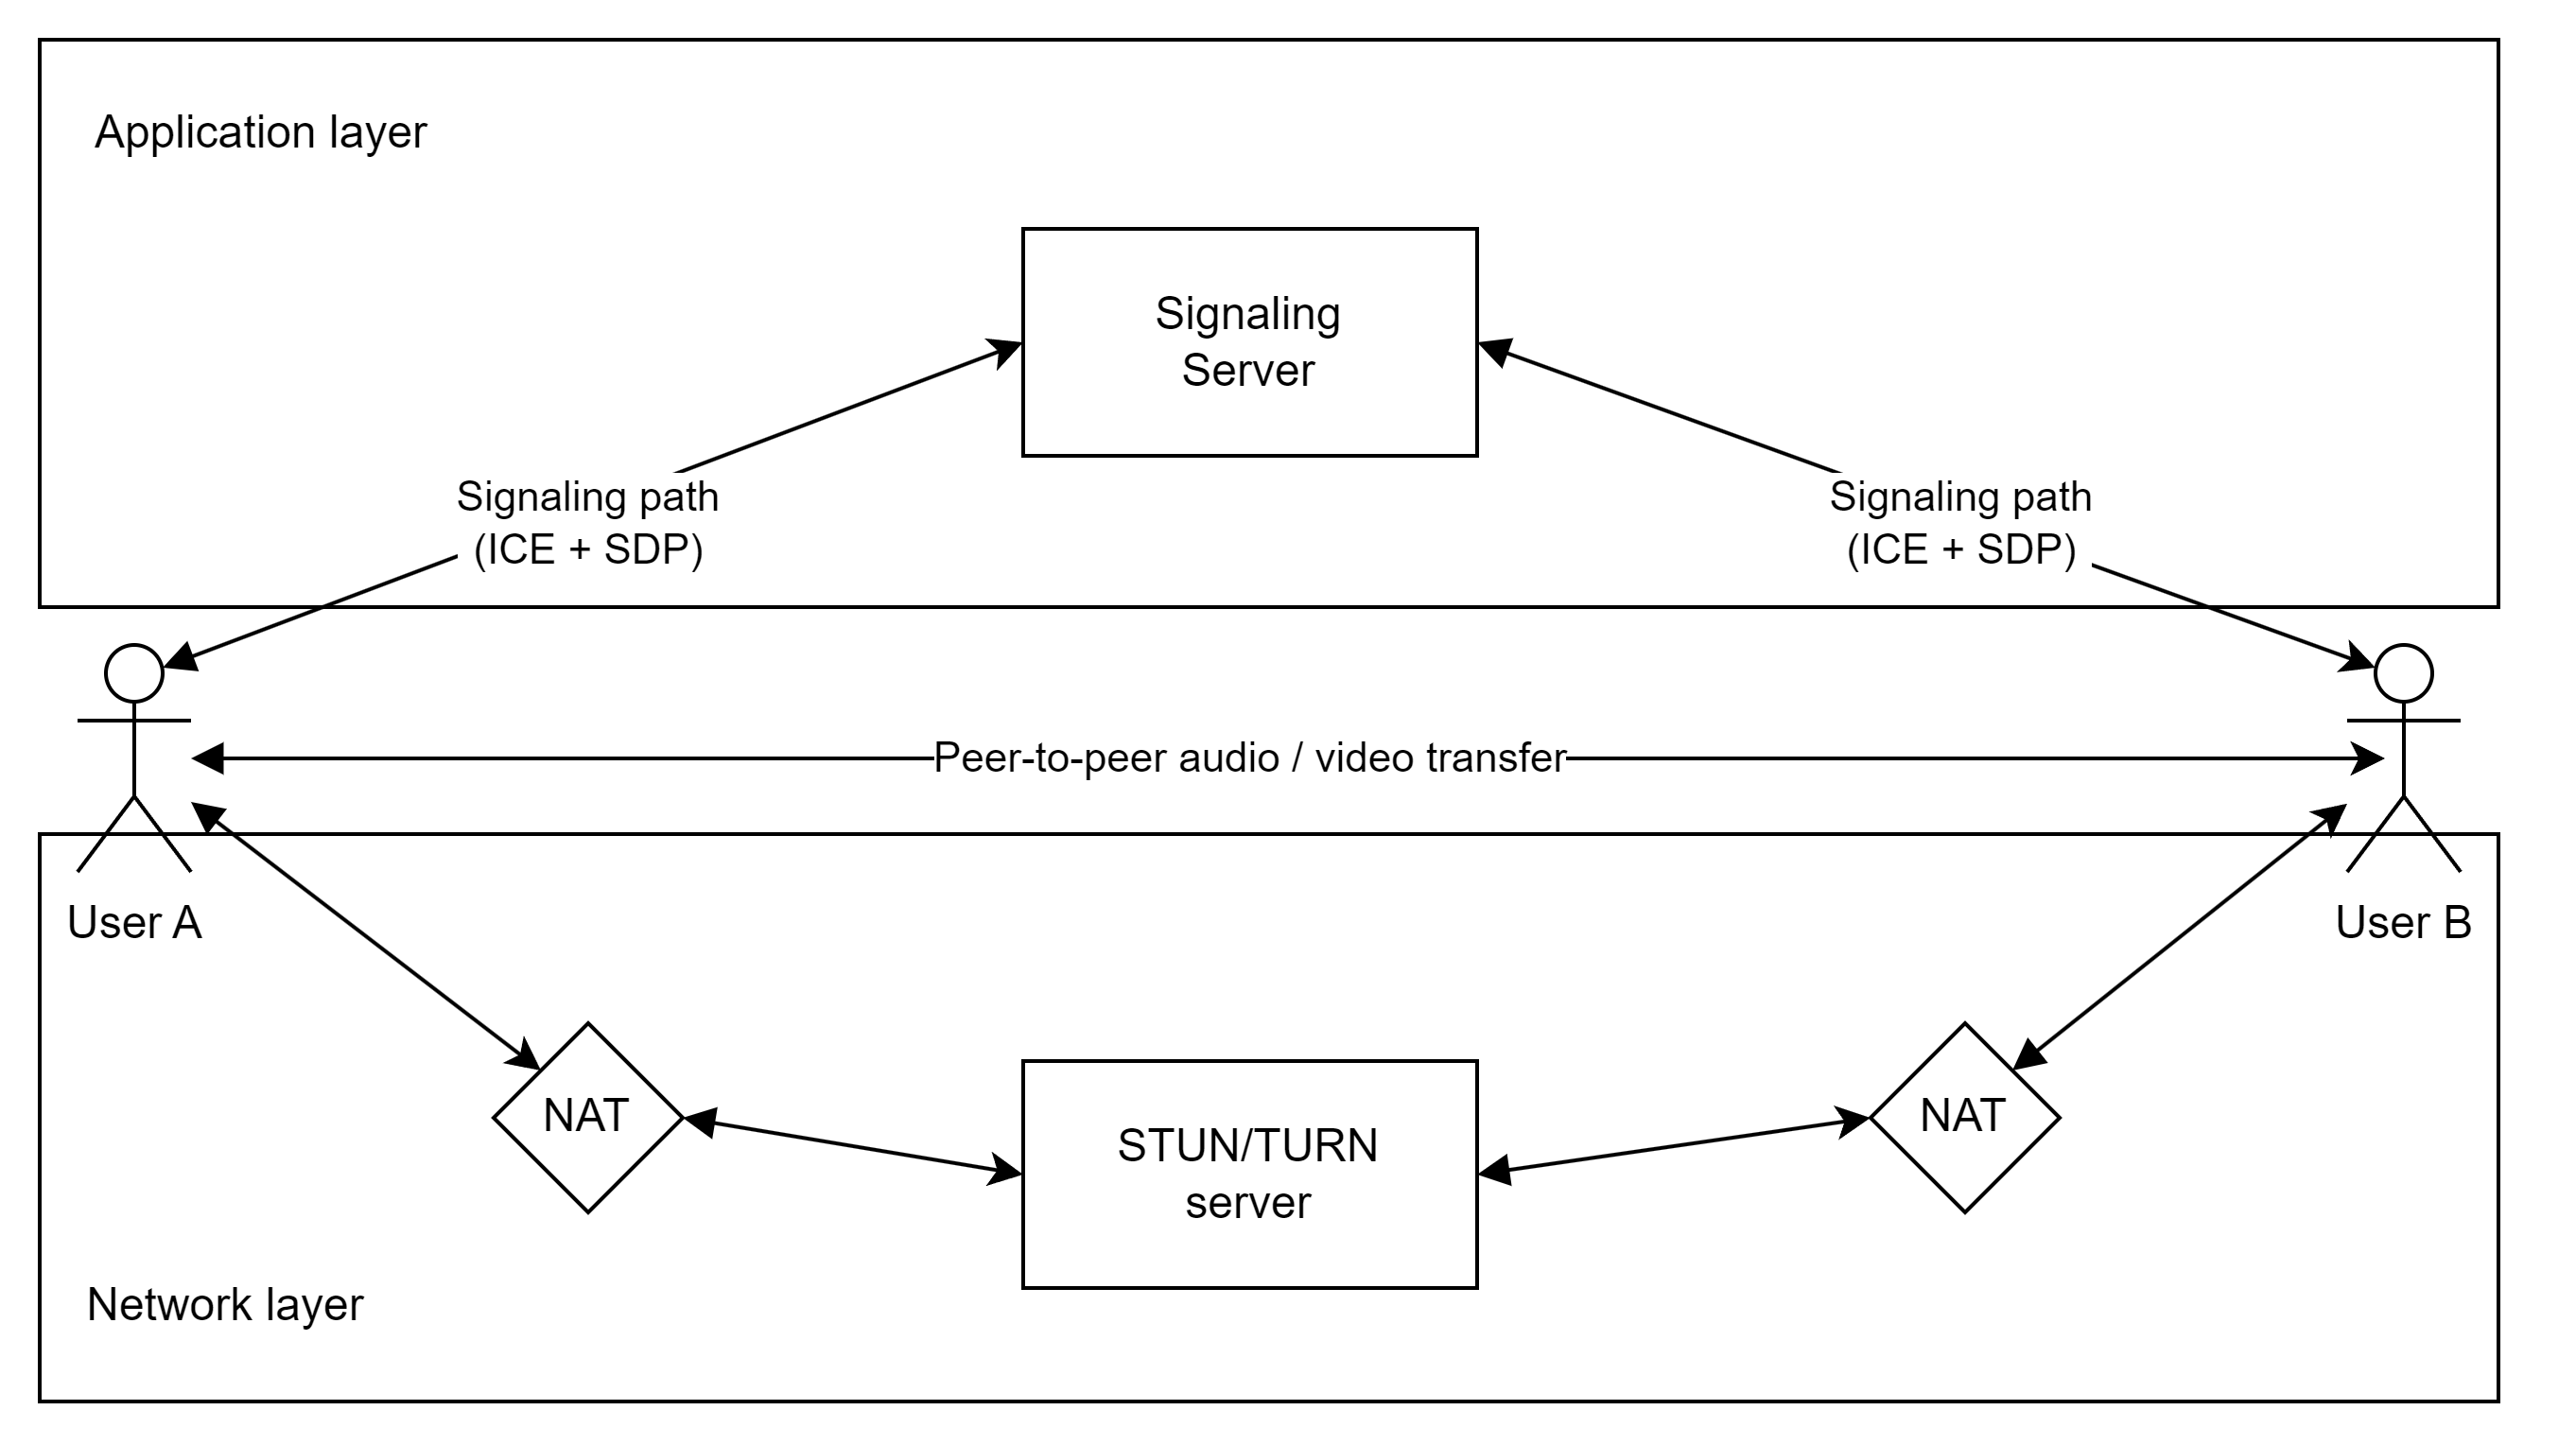 Application layer
Signaling
Server
Signaling path
(ICE + SDP)
Signaling path
(ICE + SDP)
Peer-to-peer audio / video transfer
User A
User B
NAT
STUN/TURN
server
NAT
Network layer